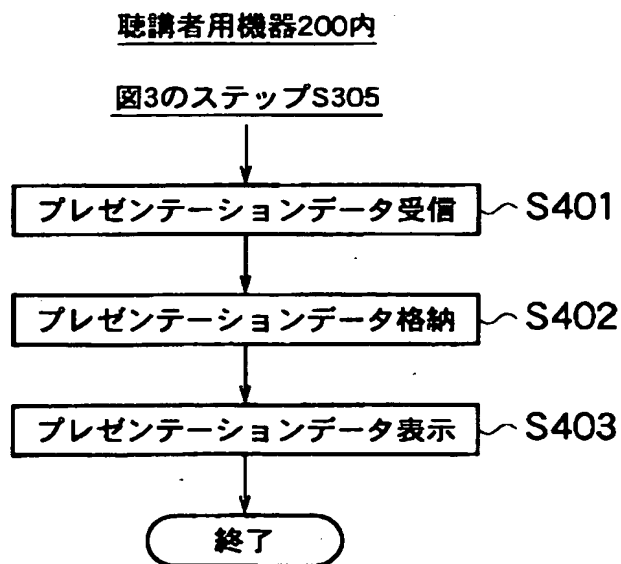 聴講者用機器200内
図3のステップS305
プレゼンテーションデータ受信 S401
プレゼンテーションデータ格納 S402
プレゼンテーションデータ表示 S403
終了